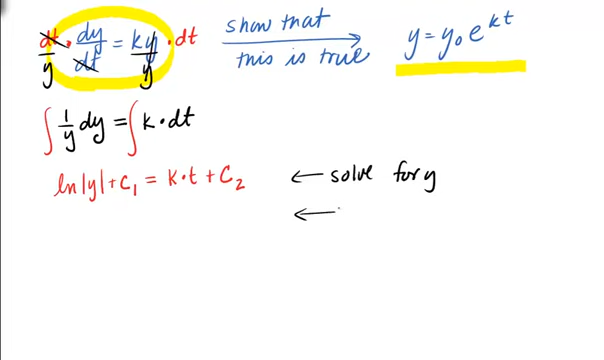 dt/y · dy/dt = ky/y · dt show that this is true y = y₀e^kt
∫ 1/y dy = ∫ k · dt
ln|y| + C₁ = k · t + C₂ ← solve for y
←